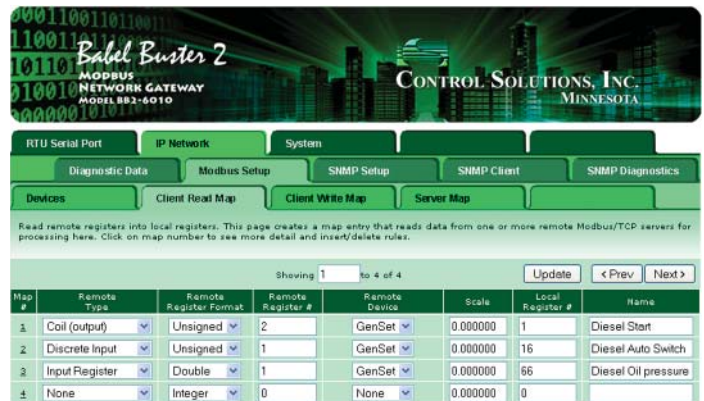 Babel Buster 2
MODBUS
NETWORK GATEWAY
MODEL BB2-6010
CONTROL SOLUTIONS, INC.
MINNESOTA
RTU Serial Port IP Network System
Diagnostic Data Modbus Setup SNMP Setup SNMP Client SNMP Diagnostics
Devices Client Read Map Client Write Map Server Map
Read remote registers into local registers. This page creates a map entry that reads data from one or more remote Modbus/TCP servers for
processing here. Click on map number to see more detail and insert/delete rules.
Showing 1 to 4 of 4 Update < Prev Next >
Map # Remote Type Remote Register Format Remote Register # Remote Device Scale Local Register # Name
1 Coil (output) Unsigned 2 GenSet 0.000000 1 Diesel Start
2 Discrete Input Unsigned 1 GenSet 0.000000 16 Diesel Auto Switch
3 Input Register Double 1 GenSet 0.000000 66 Diesel Oil pressure
4 None Integer 0 None 0.000000 0